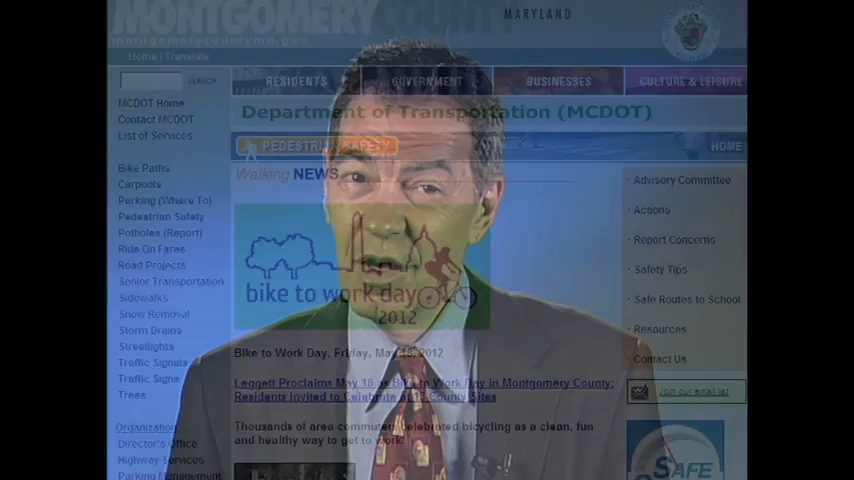 MONTGOMERY COUNTY MARYLAND
montgomerycountymd.gov
Home | Translate
SEARCH
RESIDENTS GOVERNMENT BUSINESSES CULTURE & LEISURE
Department of Transportation (MCDOT)
PEDESTRIAN SAFETY HOME
MCDOT Home
Contact MCDOT
List of Services
Bike Paths
Carpools
Parking (Where To)
Pedestrian Safety
Potholes (Report)
Ride On Fares
Road Projects
Senior Transportation
Sidewalks
Snow Removal
Storm Drains
Streetlights
Traffic Signals
Traffic Signs
Trees
Organization
Director's Office
Highway Services
Parking Management
Walking NEWS
bike to work day
2012
Bike to Work Day, Friday, May 18, 2012
Leggett Proclaims May 18 as Bike to Work Day in Montgomery County;
Residents Invited to Celebrate at 13 County Sites
Thousands of area commuters celebrated bicycling as a clean, fun
and healthy way to get to work!
· Advisory Committee
· Actions
· Report Concerns
· Safety Tips
· Safe Routes to School
· Resources
· Contact Us
Join our email list
SAFE